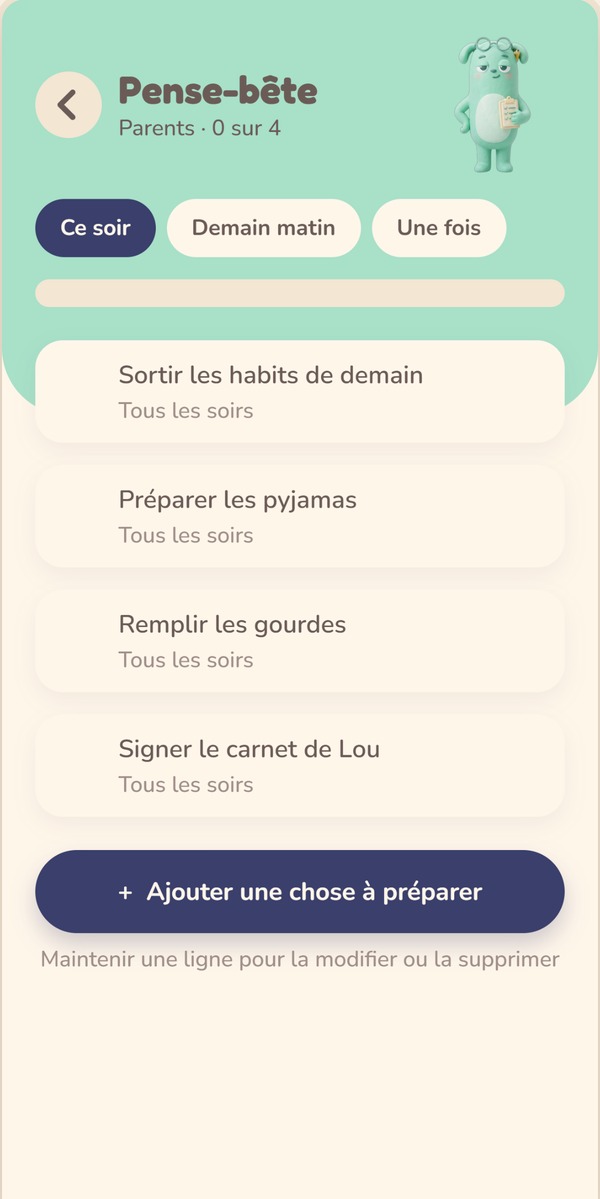 Pense-bête
Parents · 0 sur 4
Ce soir
Demain matin
Une fois
Sortir les habits de demain
Tous les soirs
Préparer les pyjamas
Tous les soirs
Remplir les gourdes
Tous les soirs
Signer le carnet de Lou
Tous les soirs
+ Ajouter une chose à préparer
Maintenir une ligne pour la modifier ou la supprimer